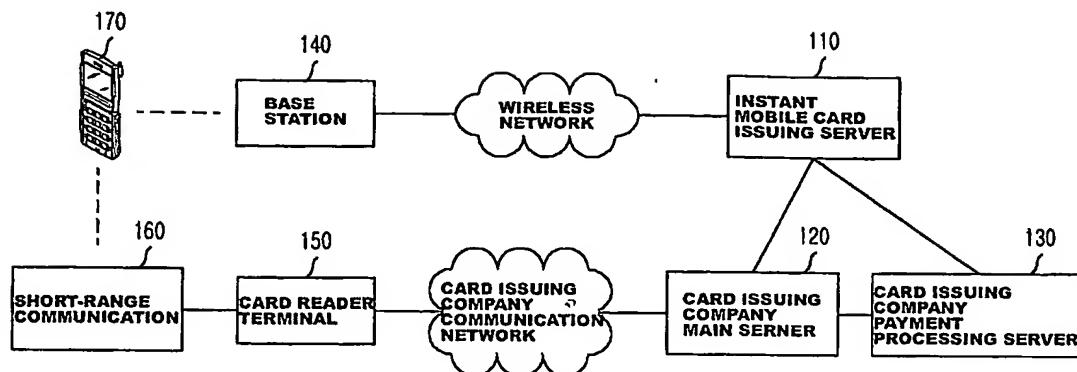 170
140
110
BASE
STATION
WIRELESS
NETWORK
INSTANT
MOBILE CARD
ISSUING SERVER
160
150
120
130
SHORT-RANGE
COMMUNICATION
CARD READER
TERMINAL
CARD ISSUING
COMPANY
COMMUNICATION
NETWORK
CARD ISSUING
COMPANY
MAIN SERNER
CARD ISSUING
COMPANY
PAYMENT
PROCESSING SERVER